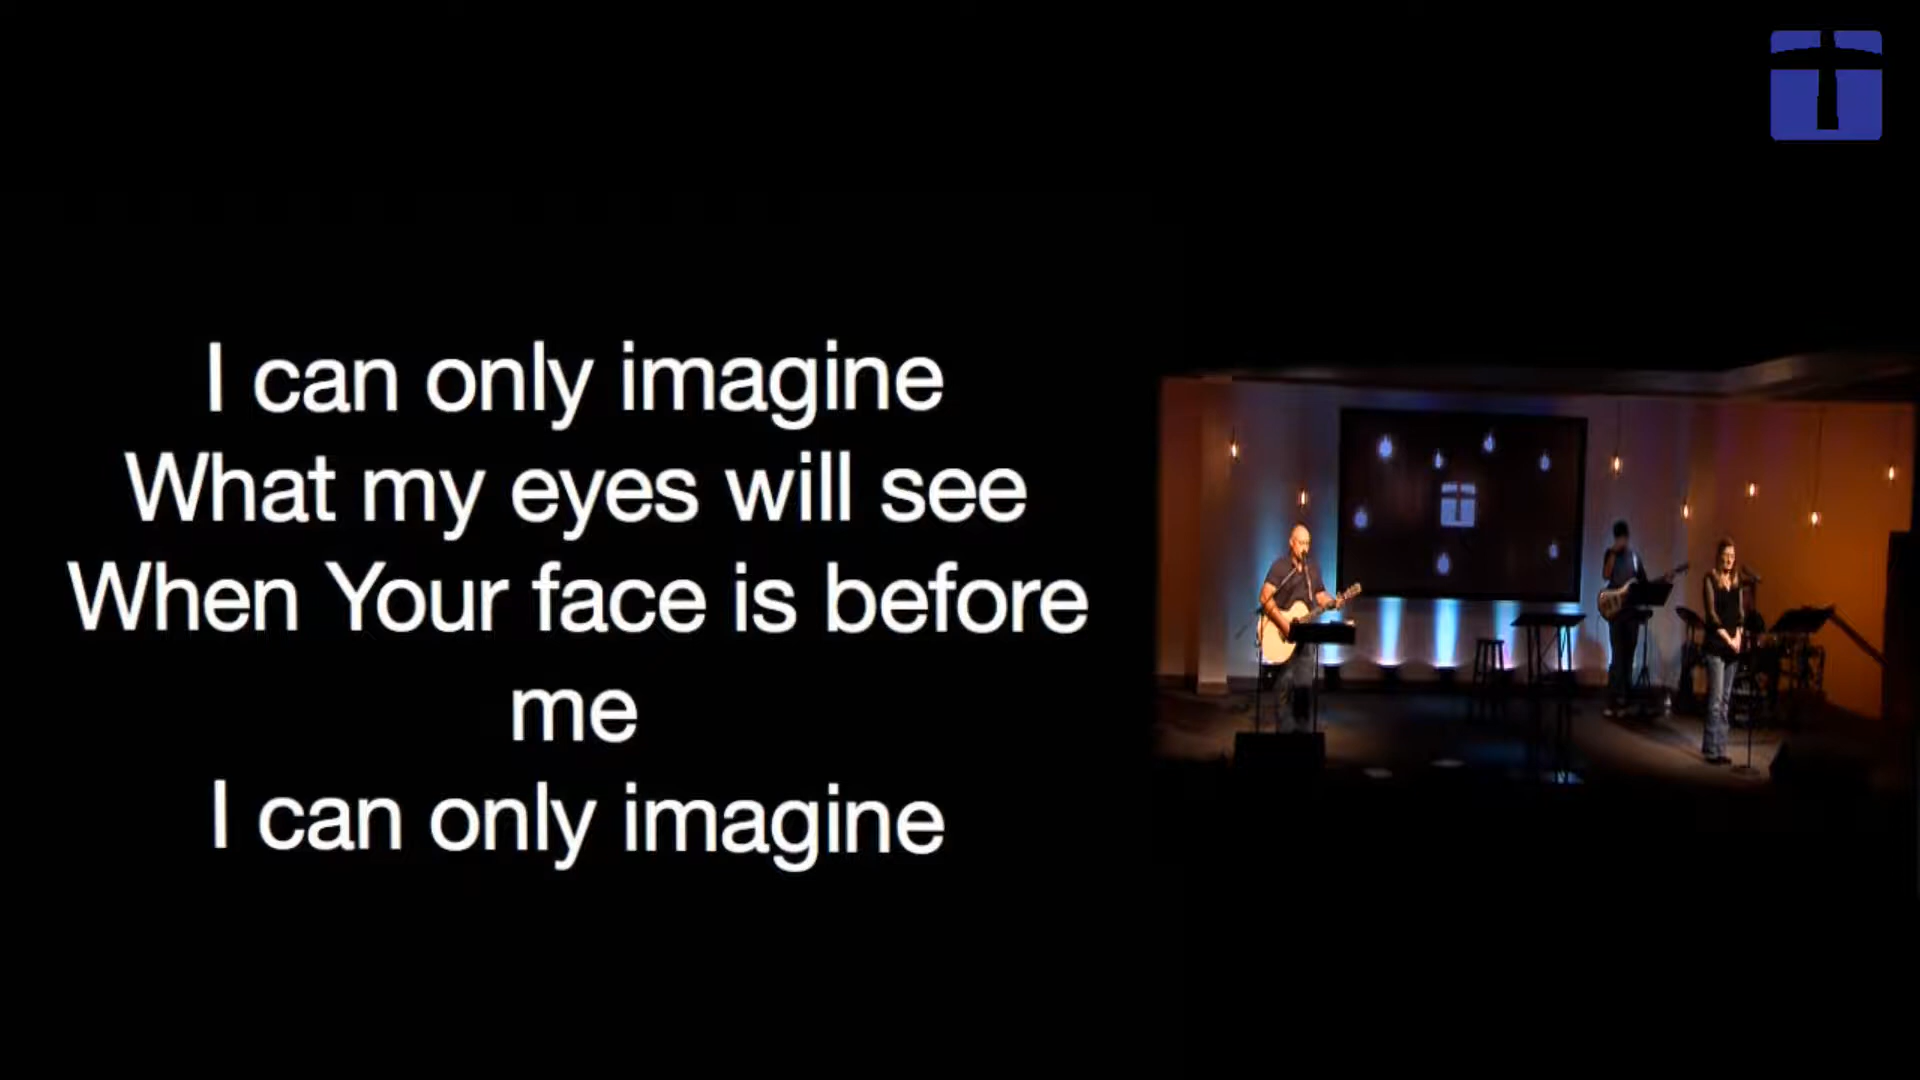 I can only imagine
What my eyes will see
When Your face is before
me
I can only imagine